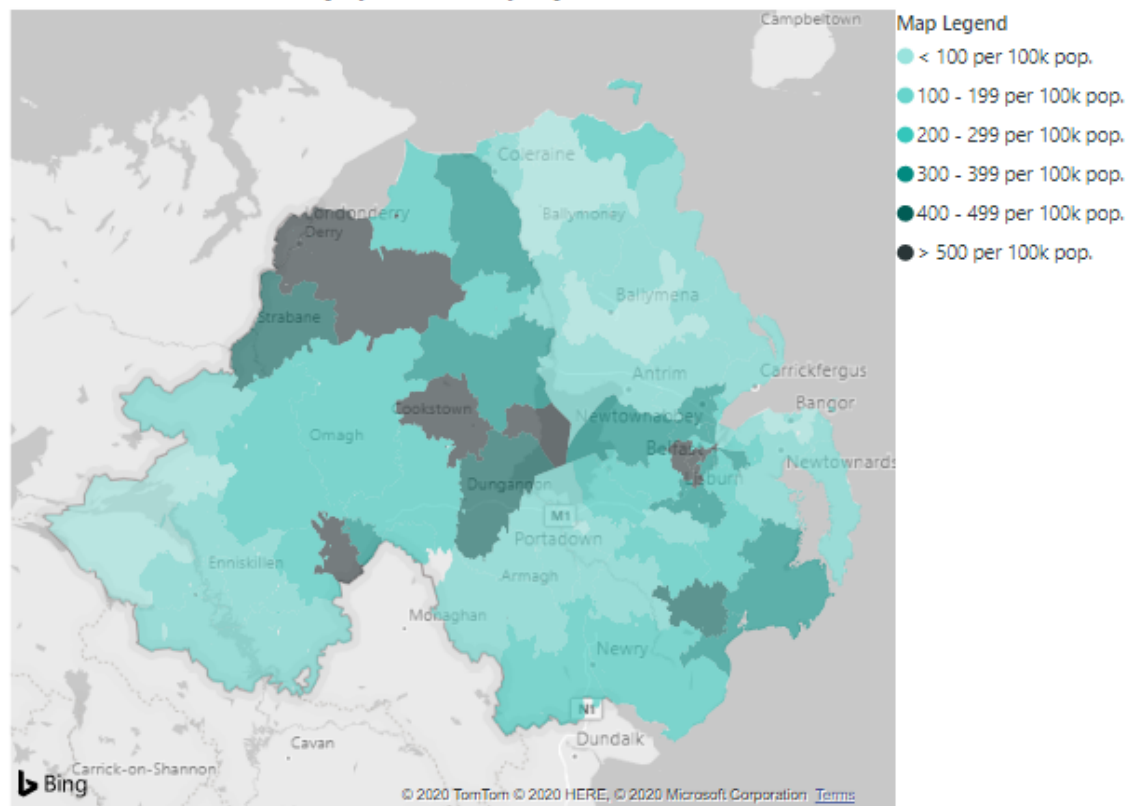 Campbeltown
Map Legend
< 100 per 100k pop.
100 - 199 per 100k pop.
200 - 299 per 100k pop.
300 - 399 per 100k pop.
400 - 499 per 100k pop.
> 500 per 100k pop.
Coleraine
Londonderry
Derry
Ballymoney
Ballymena
Strabane
Antrim
Carrickfergus
Bangor
Cookstown
Newtownabbey
Omagh
Belfast
Newtownards
Lisburn
Dungannon
M1
Portadown
Enniskillen
Armagh
Monaghan
Newry
N1
Dundalk
Cavan
Carrick-on-Shannon
Bing
© 2020 TomTom © 2020 HERE, © 2020 Microsoft Corporation Terms